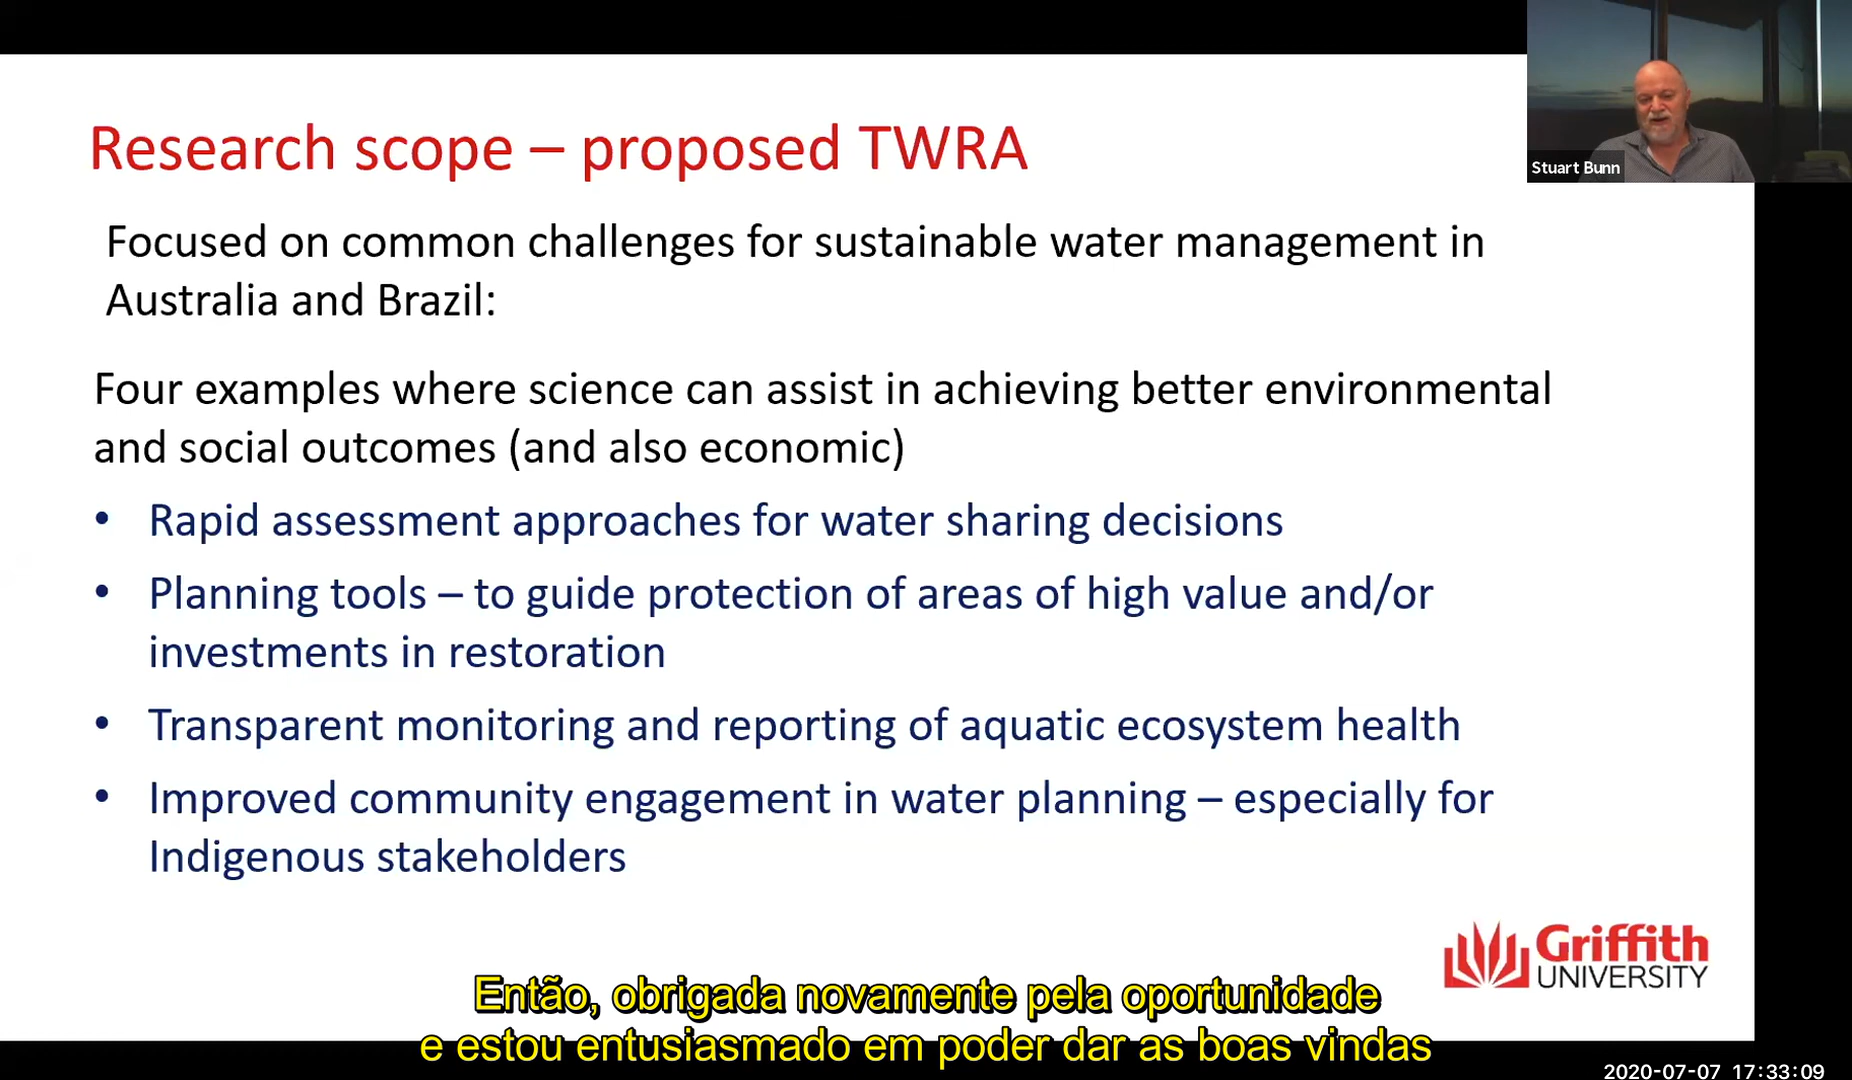 Research scope – proposed TWRA
Stuart Bunn
Focused on common challenges for sustainable water management in
Australia and Brazil:
Four examples where science can assist in achieving better environmental
and social outcomes (and also economic)
• Rapid assessment approaches for water sharing decisions
• Planning tools – to guide protection of areas of high value and/or
investments in restoration
• Transparent monitoring and reporting of aquatic ecosystem health
• Improved community engagement in water planning – especially for
Indigenous stakeholders
Griffith
UNIVERSITY
Então, obrigada novamente pela oportunidade
e estou entusiasmado em poder dar as boas vindas
2020-07-07 17:33:09